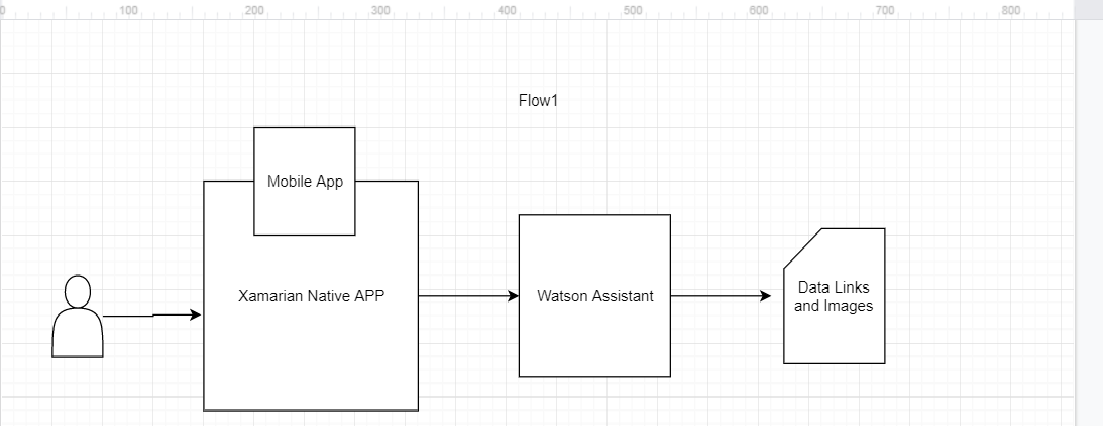 0 100 200 300 400 500 600 700 800
Flow1
Mobile App
Xamarian Native APP
Watson Assistant
Data Links
and Images